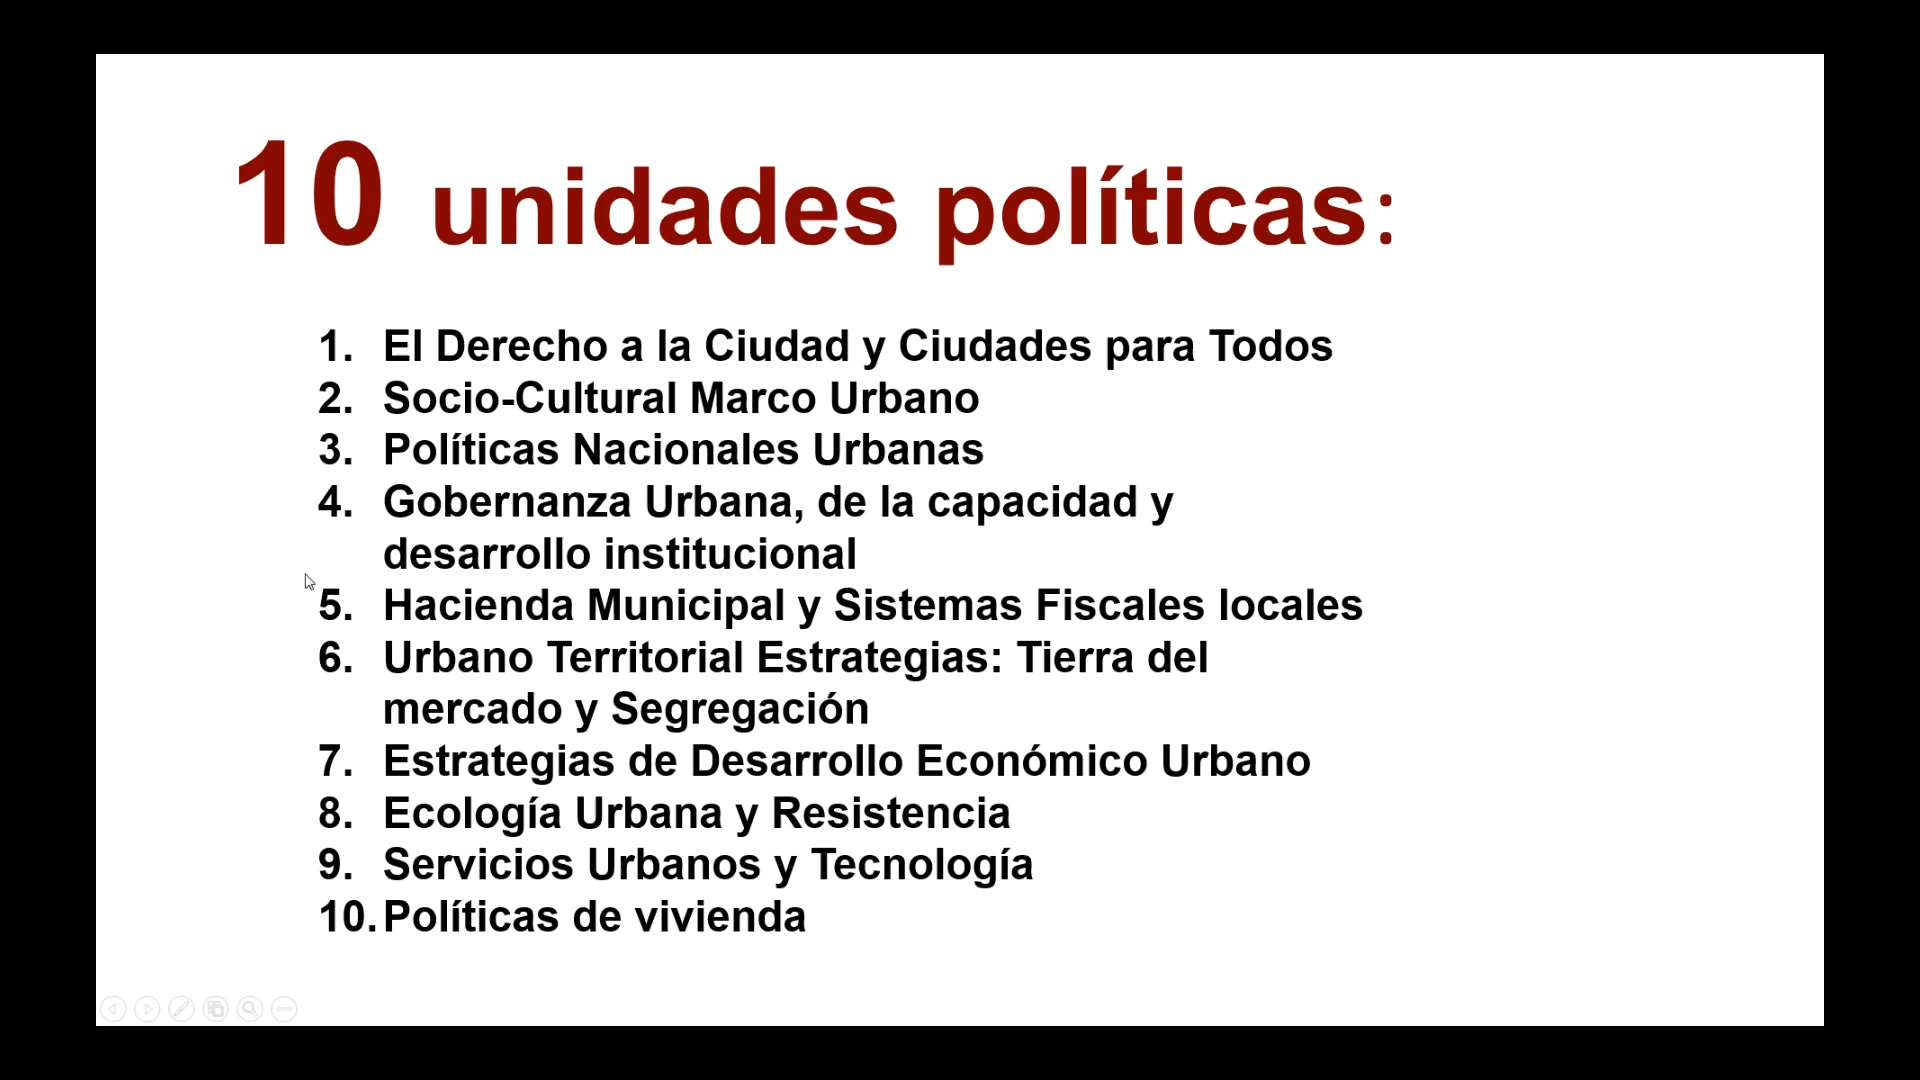 10 unidades políticas:
1. El Derecho a la Ciudad y Ciudades para Todos
2. Socio-Cultural Marco Urbano
3. Políticas Nacionales Urbanas
4. Gobernanza Urbana, de la capacidad y
desarrollo institucional
5. Hacienda Municipal y Sistemas Fiscales locales
6. Urbano Territorial Estrategias: Tierra del
mercado y Segregación
7. Estrategias de Desarrollo Económico Urbano
8. Ecología Urbana y Resistencia
9. Servicios Urbanos y Tecnología
10. Políticas de vivienda